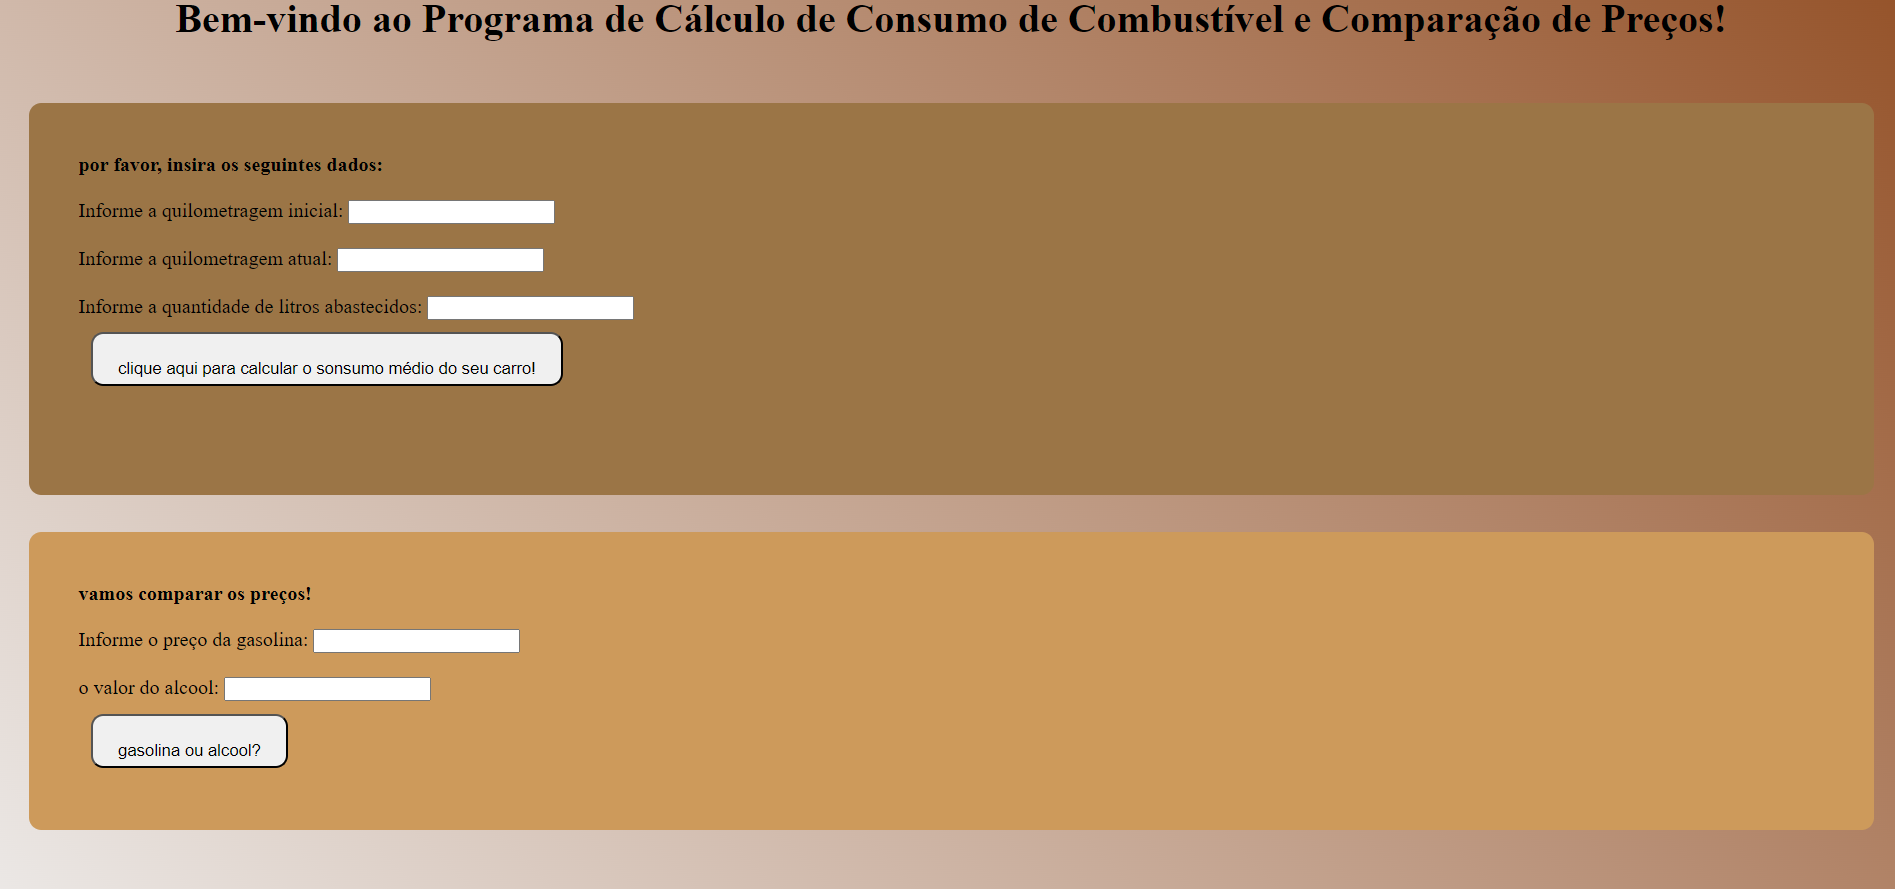 Bem-vindo ao Programa de Cálculo de Consumo de Combustível e Comparação de Preços!
por favor, insira os seguintes dados:
Informe a quilometragem inicial:
Informe a quilometragem atual:
Informe a quantidade de litros abastecidos:
clique aqui para calcular o sonsumo médio do seu carro!
vamos comparar os preços!
Informe o preço da gasolina:
o valor do alcool:
gasolina ou alcool?